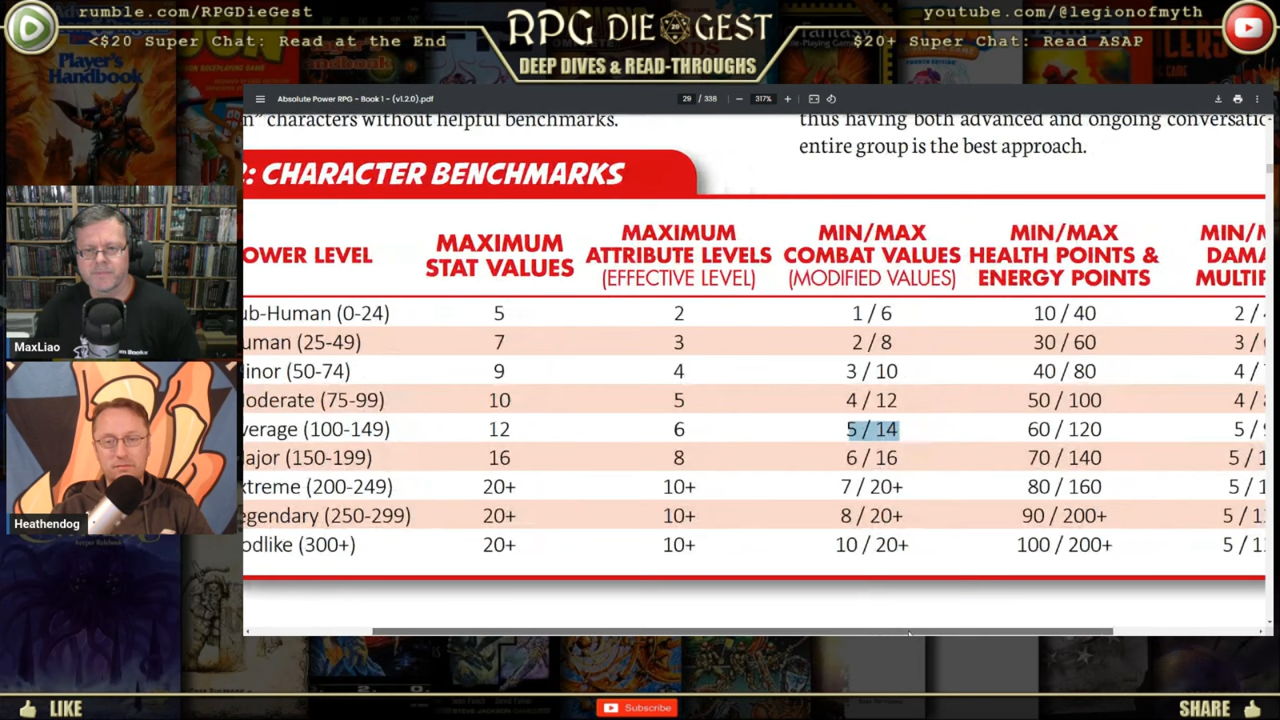 rumble.com/RPGDieGest
<$20 Super Chat: Read at the End
RPG DIE GEST
DEEP DIVES & READ-THROUGHS
youtube.com/@legionofmyth
$20+ Super Chat: Read ASAP
Player's
Handbook
Absolute Power RPG - Book 1 - (v1.2.0).pdf
29 / 338
317%
n" characters without helpful benchmarks.
thus having both advanced and ongoing conversatio
entire group is the best approach.
2: CHARACTER BENCHMARKS
OWER LEVEL MAXIMUM STAT VALUES MAXIMUM ATTRIBUTE LEVELS (EFFECTIVE LEVEL) MIN/MAX COMBAT VALUES (MODIFIED VALUES) MIN/MAX HEALTH POINTS & ENERGY POINTS MIN/M DAMA MULTIP
ub-Human (0-24) 5 2 1 / 6 10 / 40 2 /
uman (25-49) 7 3 2 / 8 30 / 60 3 /
inor (50-74) 9 4 3 / 10 40 / 80 4 /
oderate (75-99) 10 5 4 / 12 50 / 100 4 /
verage (100-149) 12 6 5 / 14 60 / 120 5 /
ajor (150-199) 16 8 6 / 16 70 / 140 5 / 1
xtreme (200-249) 20+ 10+ 7 / 20+ 80 / 160 5 / 1
egendary (250-299) 20+ 10+ 8 / 20+ 90 / 200+ 5 / 1
odlike (300+) 20+ 10+ 10 / 20+ 100 / 200+ 5 / 1
MaxLiao
Heathendog
LIKE
Subscribe
SHARE